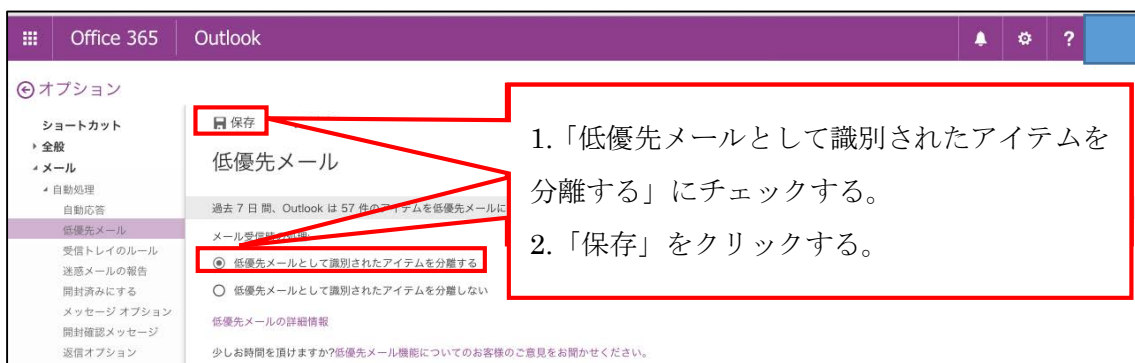 Office 365 Outlook ?
オプション
ショートカット
全般
メール
自動処理
自動応答
低優先メール
受信トレイのルール
迷惑メールの報告
開封済みにする
メッセージ オプション
開封確認メッセージ
返信オプション
保存
低優先メール
過去 7 日 間、Outlook は 57 件のアイテムを低優先メールに
メール受信時の処理:
低優先メールとして識別されたアイテムを分離する
低優先メールとして識別されたアイテムを分離しない
低優先メールの詳細情報
少しお時間を頂けますか?低優先メール機能についてのお客様のご意見をお聞かせください。
1.「低優先メールとして識別されたアイテムを
分離する」にチェックする。
2.「保存」をクリックする。